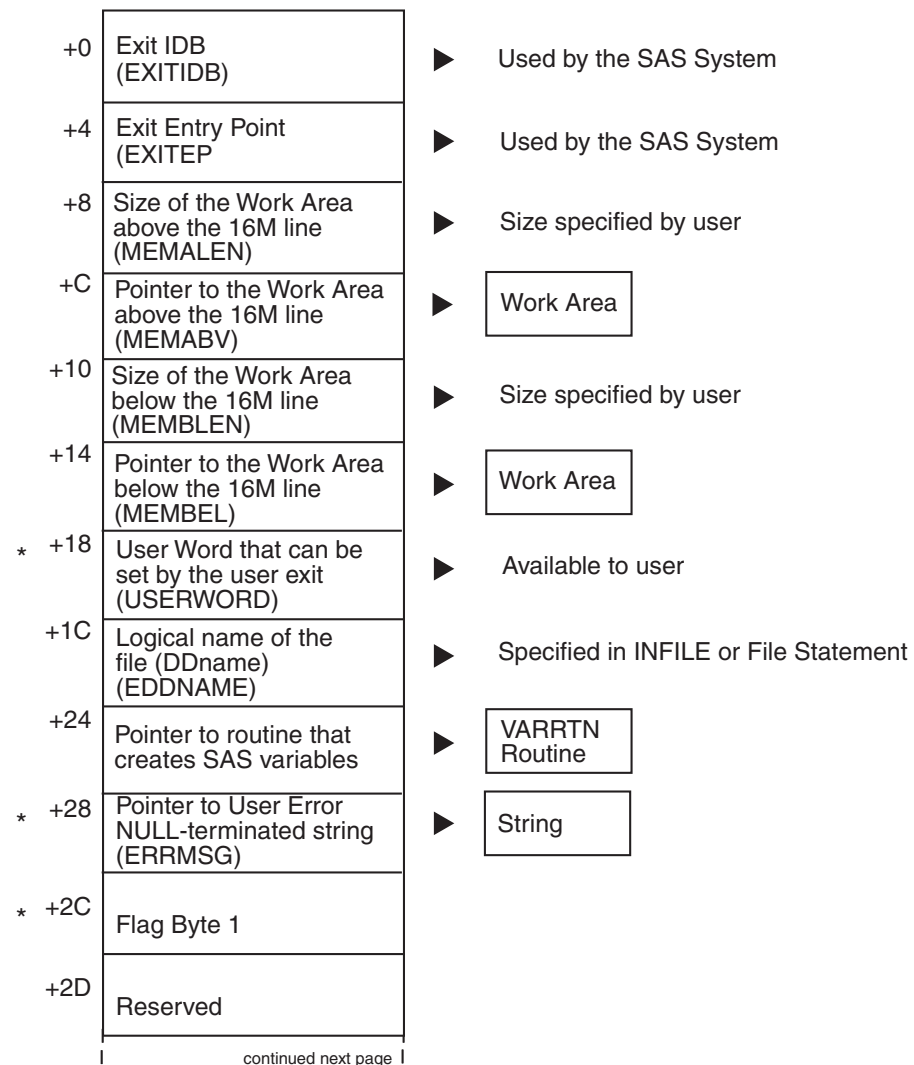 +0 Exit IDB
(EXITIDB)
Used by the SAS System
+4 Exit Entry Point
(EXITEP
Used by the SAS System
+8 Size of the Work Area
above the 16M line
(MEMALEN)
Size specified by user
+C Pointer to the Work Area
above the 16M line
(MEMABV)
Work Area
+10 Size of the Work Area
below the 16M line
(MEMBLEN)
Size specified by user
+14 Pointer to the Work Area
below the 16M line
(MEMBEL)
Work Area
* +18 User Word that can be
set by the user exit
(USERWORD)
Available to user
+1C Logical name of the
file (DDname)
(EDDNAME)
Specified in INFILE or File Statement
+24 Pointer to routine that
creates SAS variables
VARRTN
Routine
* +28 Pointer to User Error
NULL-terminated string
(ERRMSG)
String
* +2C Flag Byte 1
+2D Reserved
continued next page